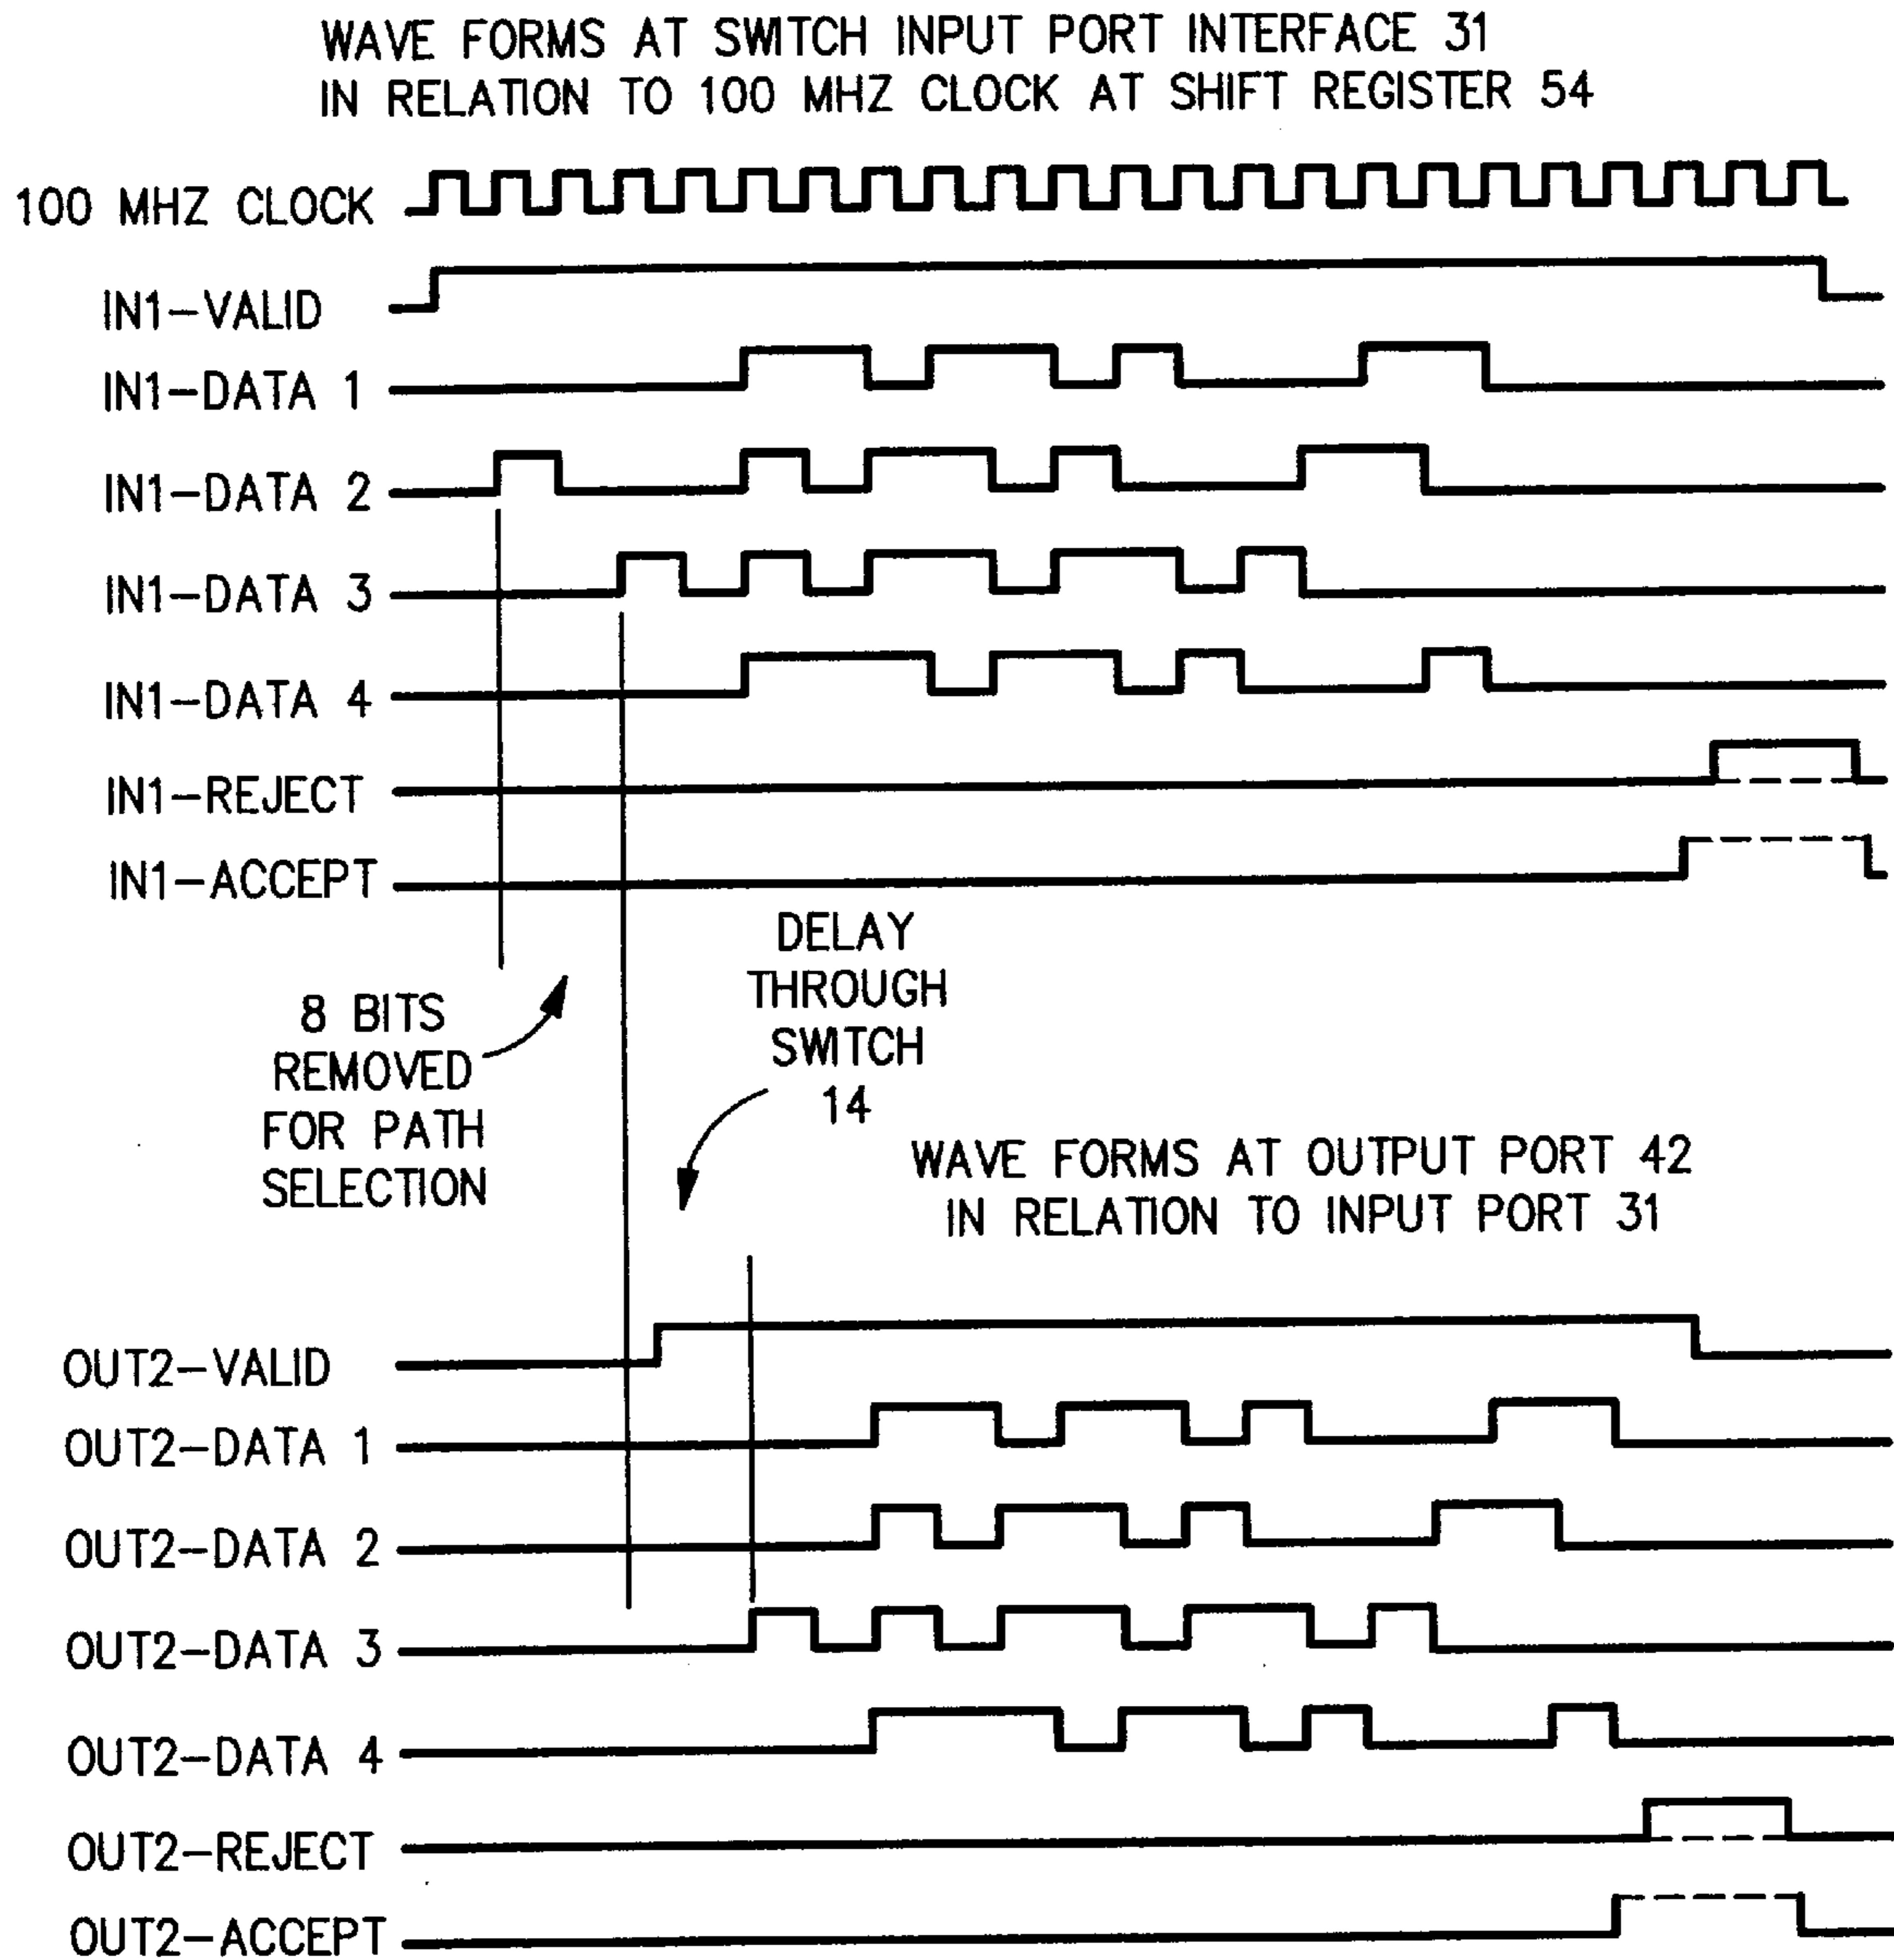 WAVE FORMS AT SWITCH INPUT PORT INTERFACE 31
IN RELATION TO 100 MHZ CLOCK AT SHIFT REGISTER 54
100 MHZ CLOCK
IN1-VALID
IN1-DATA 1
IN1-DATA 2
IN1-DATA 3
IN1-DATA 4
IN1-REJECT
IN1-ACCEPT
8 BITS
REMOVED
FOR PATH
SELECTION
DELAY
THROUGH
SWITCH
14
WAVE FORMS AT OUTPUT PORT 42
IN RELATION TO INPUT PORT 31
OUT2-VALID
OUT2-DATA 1
OUT2-DATA 2
OUT2-DATA 3
OUT2-DATA 4
OUT2-REJECT
OUT2-ACCEPT